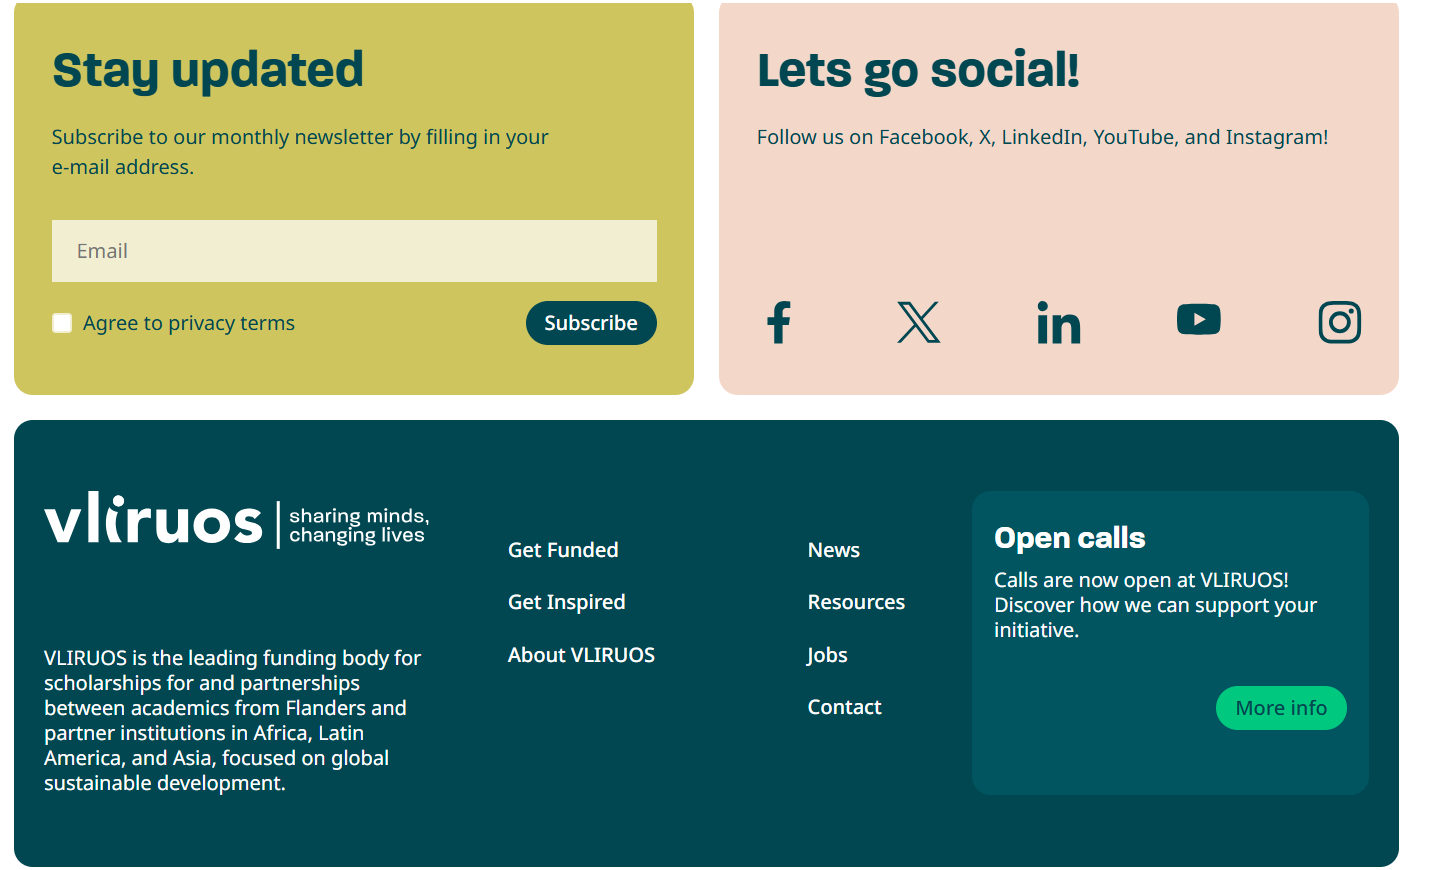 Stay updated
Subscribe to our monthly newsletter by filling in your
e-mail address.
Email
Agree to privacy terms
Subscribe
Lets go social!
Follow us on Facebook, X, LinkedIn, YouTube, and Instagram!
vliruos
sharing minds,
changing lives
VLIRUOS is the leading funding body for
scholarships for and partnerships
between academics from Flanders and
partner institutions in Africa, Latin
America, and Asia, focused on global
sustainable development.
Get Funded
Get Inspired
About VLIRUOS
News
Resources
Jobs
Contact
Open calls
Calls are now open at VLIRUOS!
Discover how we can support your
initiative.
More info